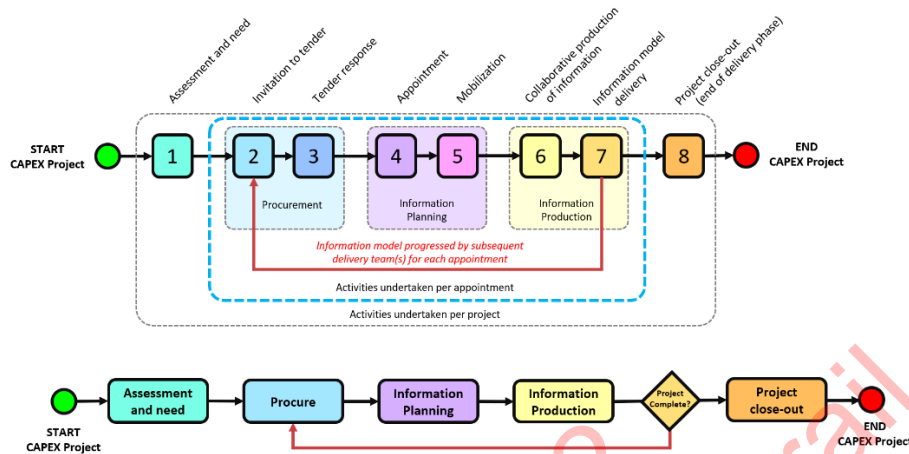 Assessment and need
Invitation to tender
Tender response
Appointment
Mobilization
Collaborative production
of information
Information model
delivery
Project close-out
(end of delivery phase)
START
CAPEX Project
1
2
3
4
5
6
7
8
END
CAPEX Project
Procurement
Information
Planning
Information
Production
Information model progressed by subsequent
delivery team(s) for each appointment
Activities undertaken per appointment
Activities undertaken per project
Assessment
and need
Procure
Information
Planning
Information
Production
Project
Complete?
Project
close-out
START
CAPEX Project
END
CAPEX Project